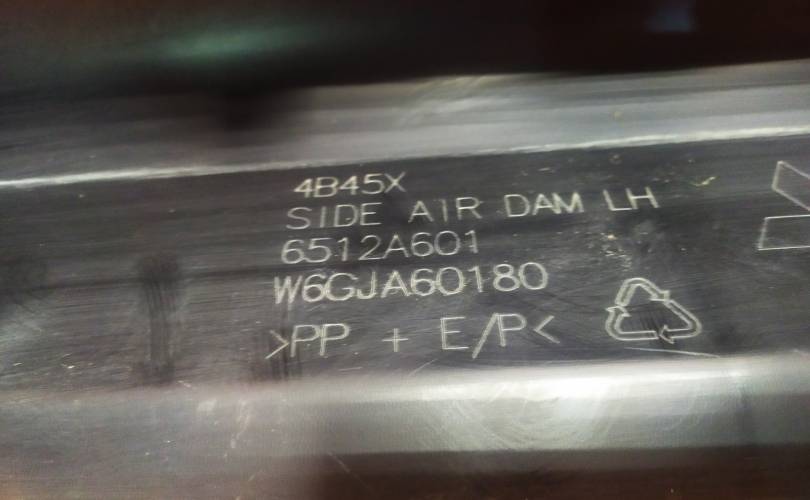 4B45X
SIDE AIR DAM LH
6512A601
W6GJA60180
>PP + E/P<